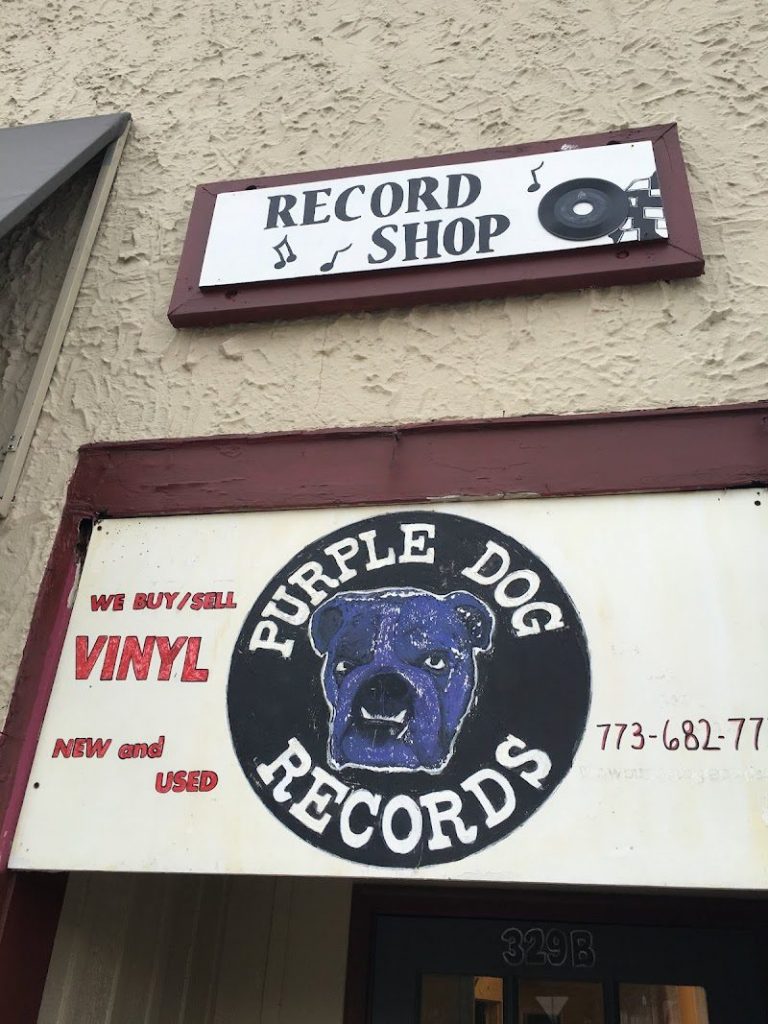 RECORD
SHOP
PURPLE DOG
RECORDS
WE BUY/SELL
VINYL
NEW and
USED
773-682-77
329B